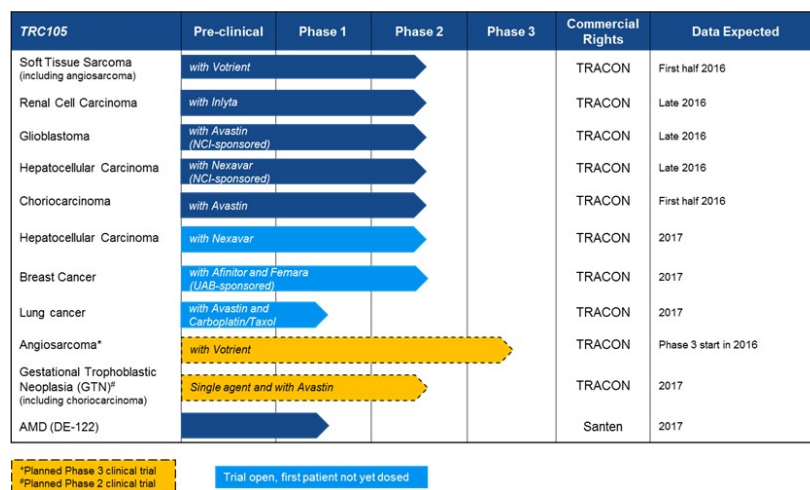 TRC105 Pre-clinical Phase 1 Phase 2 Phase 3 Commercial Rights Data Expected
Soft Tissue Sarcoma
(including angiosarcoma)
with Votrient
TRACON
First half 2016
Renal Cell Carcinoma
with Inlyta
TRACON
Late 2016
Glioblastoma
with Avastin
(NCI-sponsored)
TRACON
Late 2016
Hepatocellular Carcinoma
with Nexavar
(NCI-sponsored)
TRACON
Late 2016
Choriocarcinoma
with Avastin
TRACON
First half 2016
Hepatocellular Carcinoma
with Nexavar
TRACON
2017
Breast Cancer
with Afinitor and Femara
(UAB-sponsored)
TRACON
2017
Lung cancer
with Avastin and
Carboplatin/Taxol
TRACON
2017
Angiosarcoma*
with Votrient
TRACON
Phase 3 start in 2016
Gestational Trophoblastic
Neoplasia (GTN)#
(including choriocarcinoma)
Single agent and with Avastin
TRACON
2017
AMD (DE-122)
Santen
2017
*Planned Phase 3 clinical trial
#Planned Phase 2 clinical trial
Trial open, first patient not yet dosed